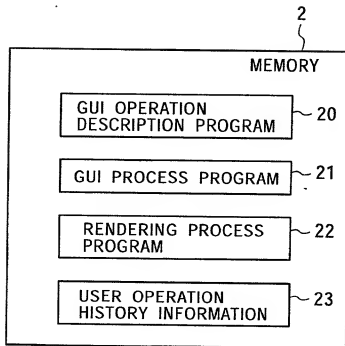 2
MEMORY
GUI OPERATION
DESCRIPTION PROGRAM
20
GUI PROCESS PROGRAM
21
RENDERING PROCESS
PROGRAM
22
USER OPERATION
HISTORY INFORMATION
23